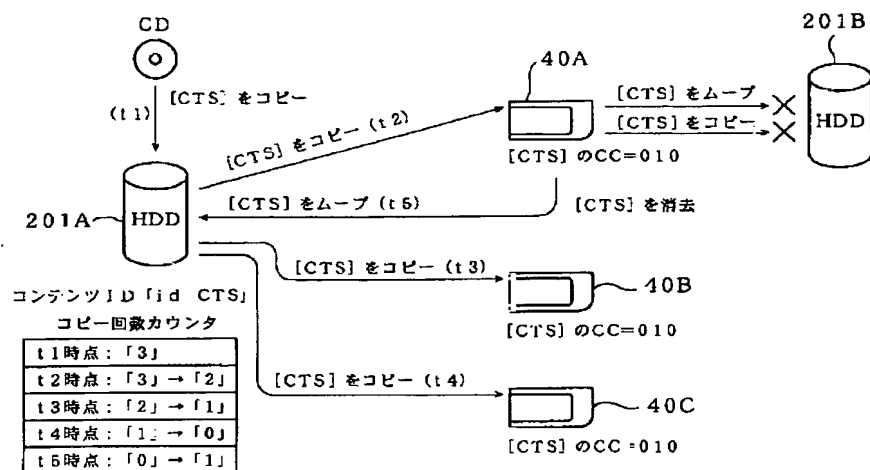 CD
201B
40A
(t1)
[CTS]をコピー
[CTS]をコピー(t2)
[CTS]をムーブ
[CTS]をコピー
HDD
[CTS]のCC=010
[CTS]をムーブ(t5)
[CTS]を消去
201A
HDD
[CTS]をコピー(t3)
40B
[CTS]のCC=010
コンテンツID「id CTS」
コピー回数カウンタ
t1時点:「3」
t2時点:「3」→「2」
t3時点:「2」→「1」
t4時点:「1」→「0」
t5時点:「0」→「1」
[CTS]をコピー(t4)
40C
[CTS]のCC=010